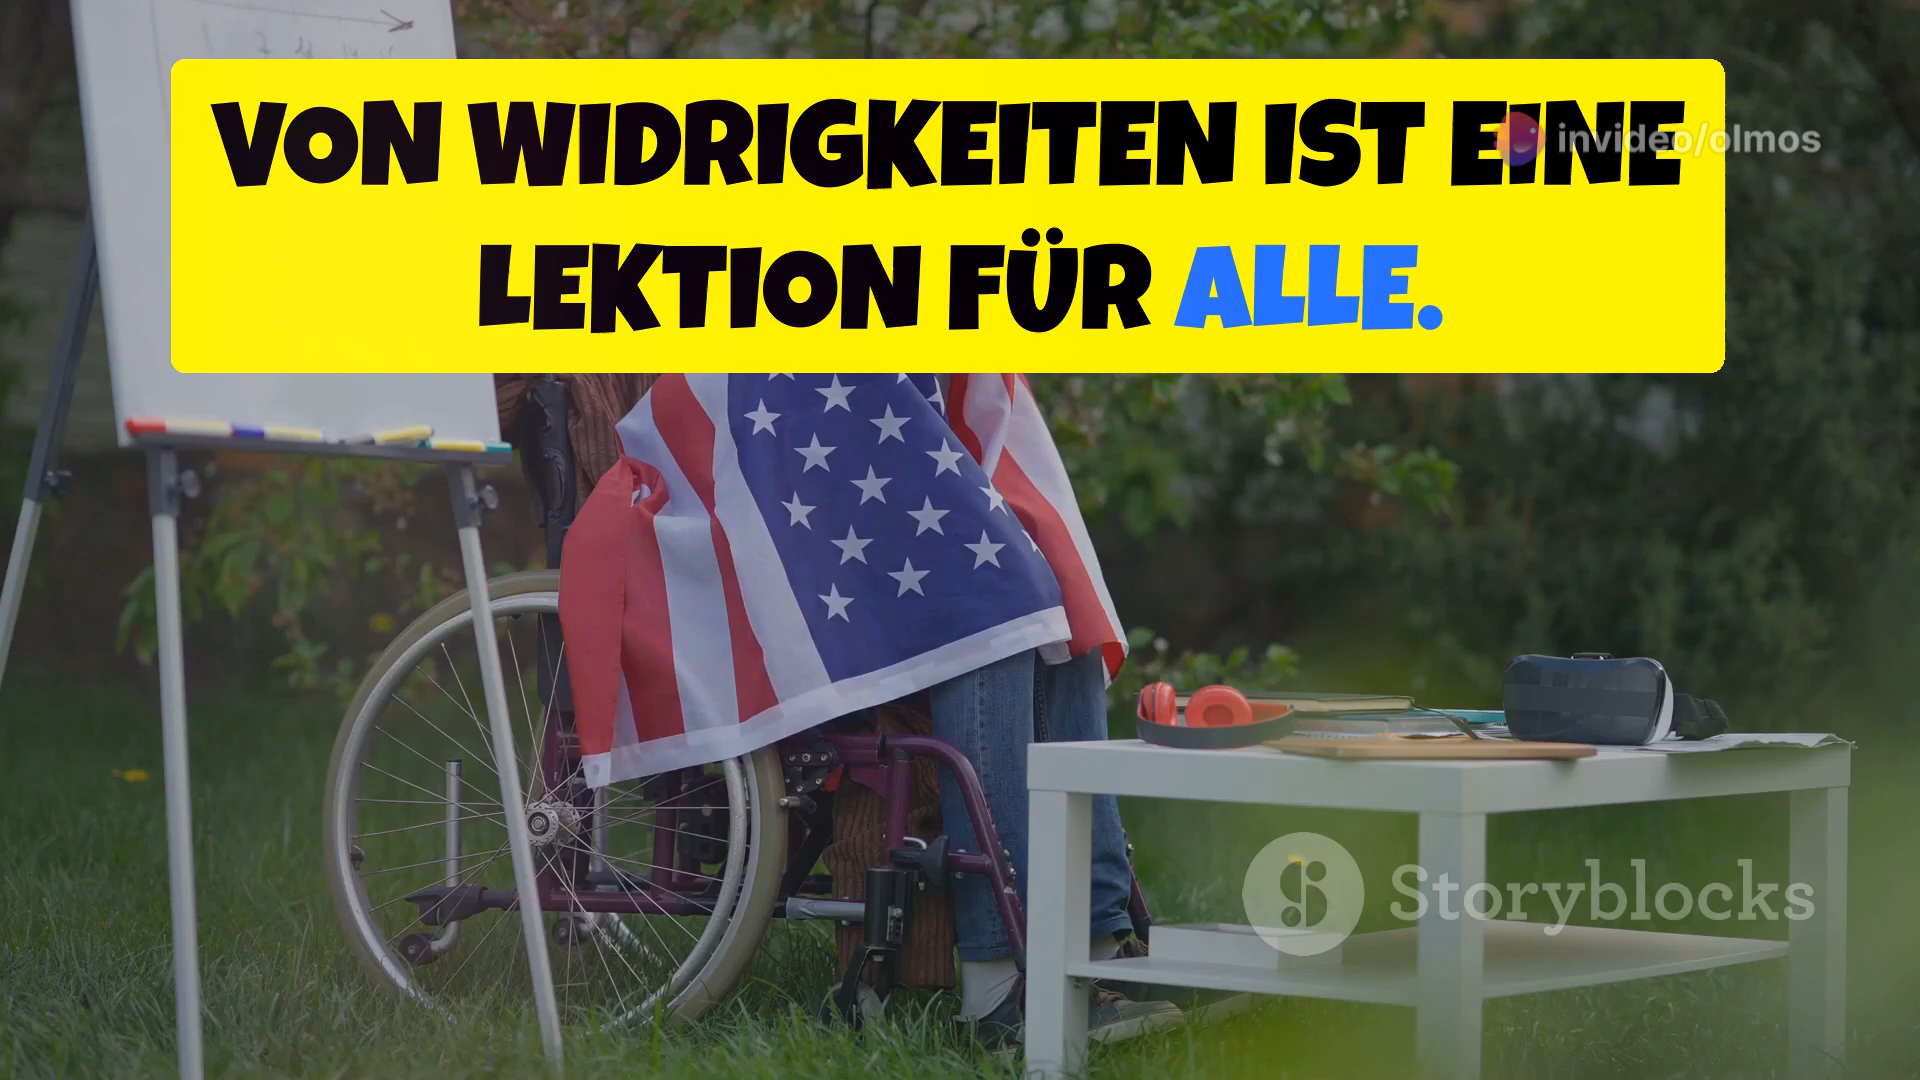 VON WIDRIGKEITEN IST EINE
invideo/olmos
LEKTION FÜR ALLE.
Storyblocks